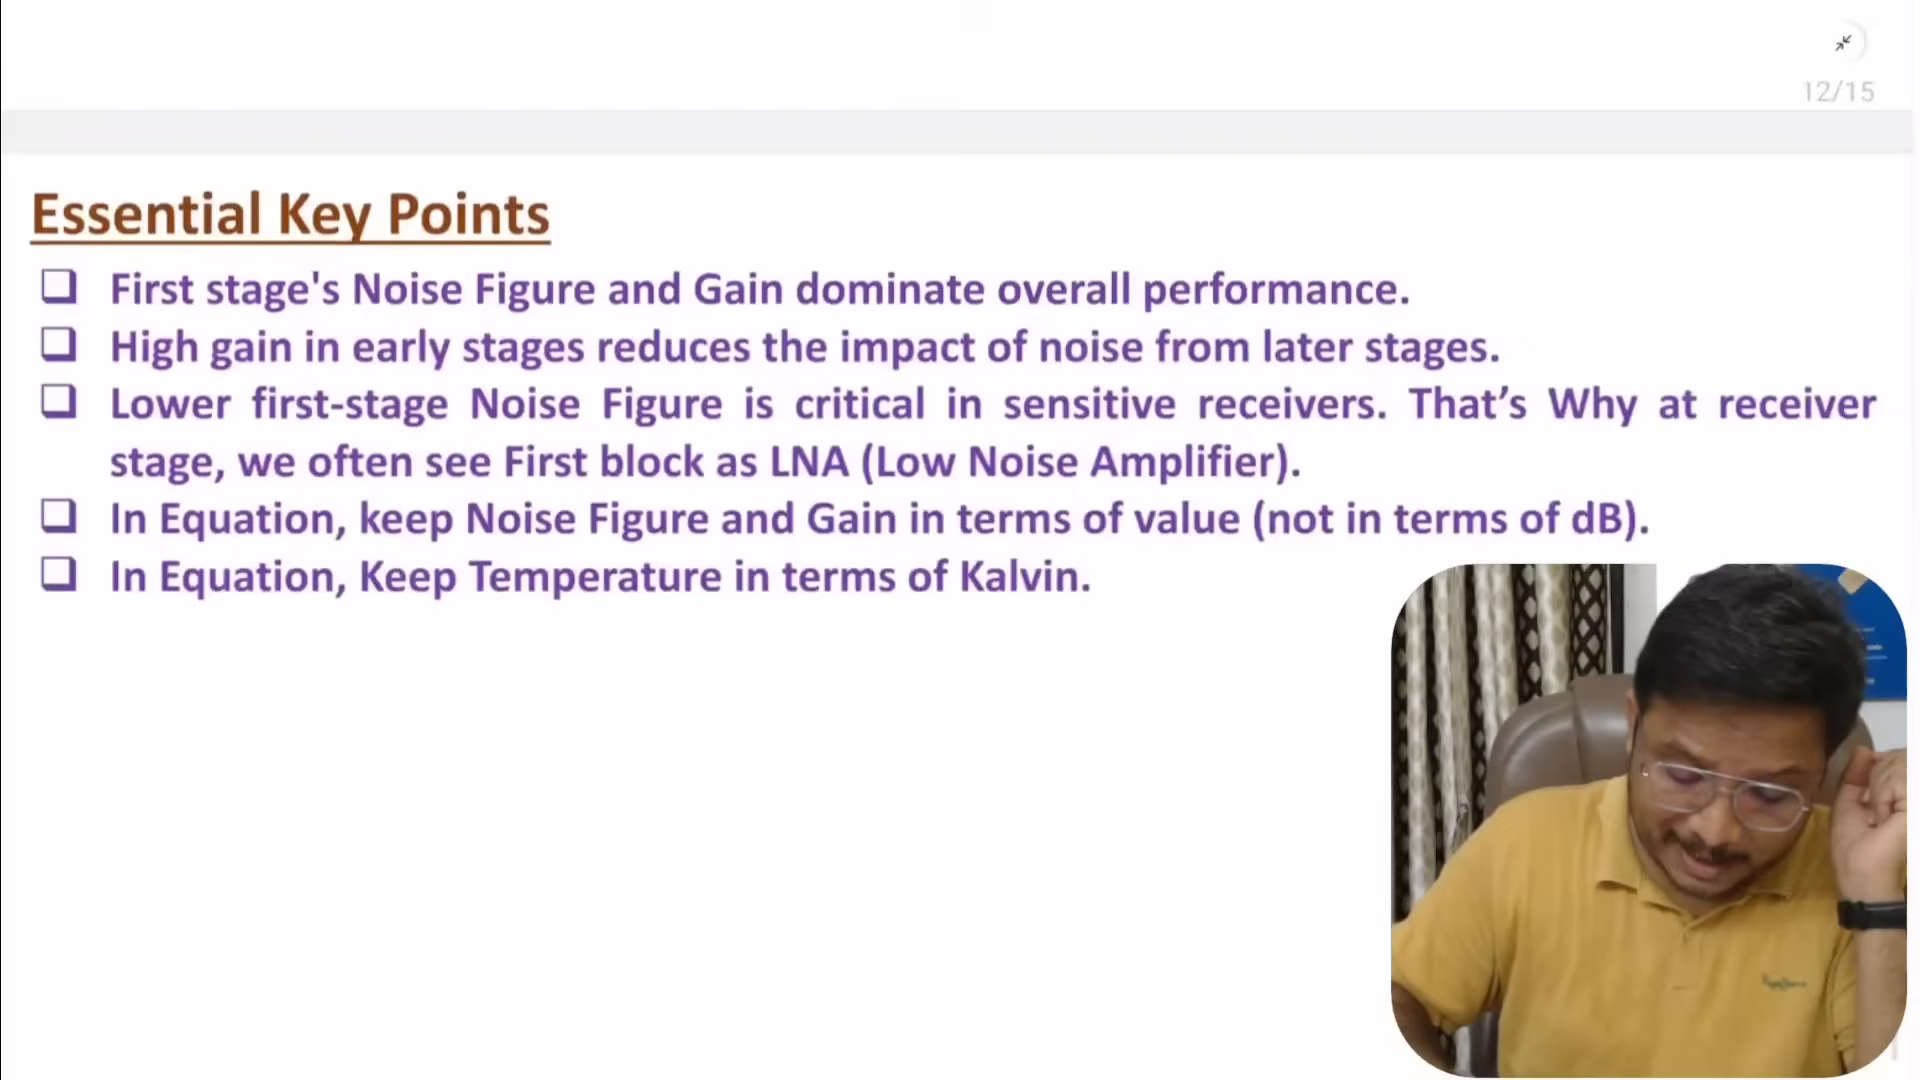 12/15
Essential Key Points
First stage's Noise Figure and Gain dominate overall performance.
High gain in early stages reduces the impact of noise from later stages.
Lower first-stage Noise Figure is critical in sensitive receivers. That’s Why at receiver
stage, we often see First block as LNA (Low Noise Amplifier).
In Equation, keep Noise Figure and Gain in terms of value (not in terms of dB).
In Equation, Keep Temperature in terms of Kalvin.